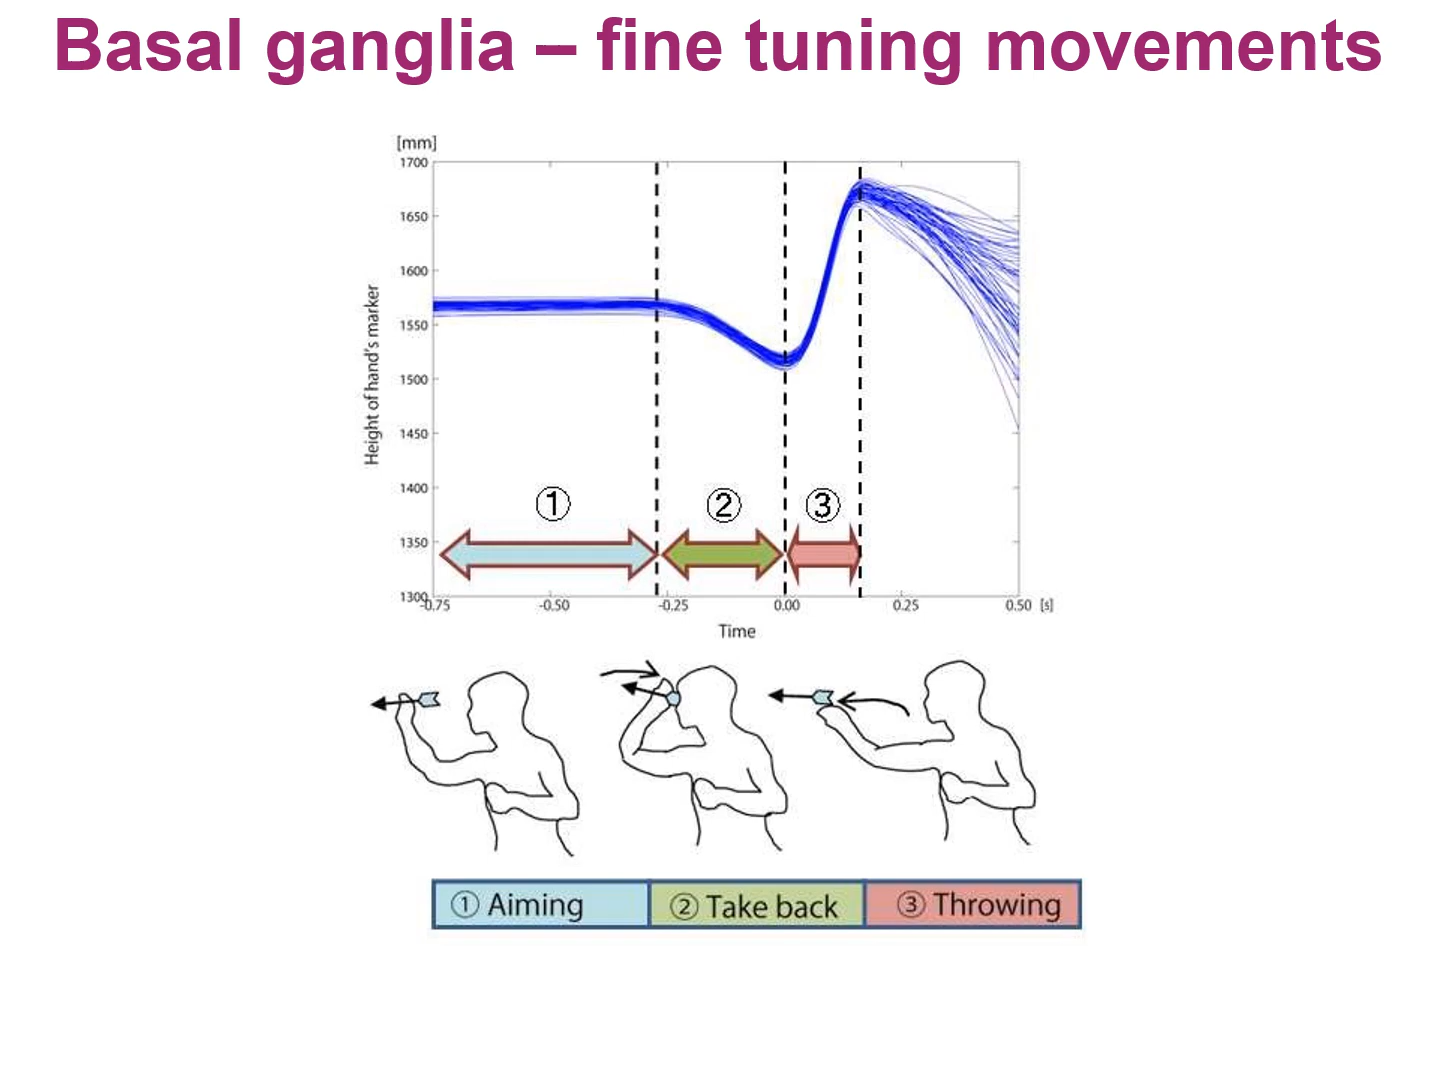 Basal ganglia – fine tuning movements
[mm]
1700
1650
1600
1550
1500
1450
1400
1350
1300
Height of hand's marker
① ② ③
-0.75 -0.50 -0.25 0.00 0.25 0.50 [s]
Time
① Aiming ② Take back ③ Throwing